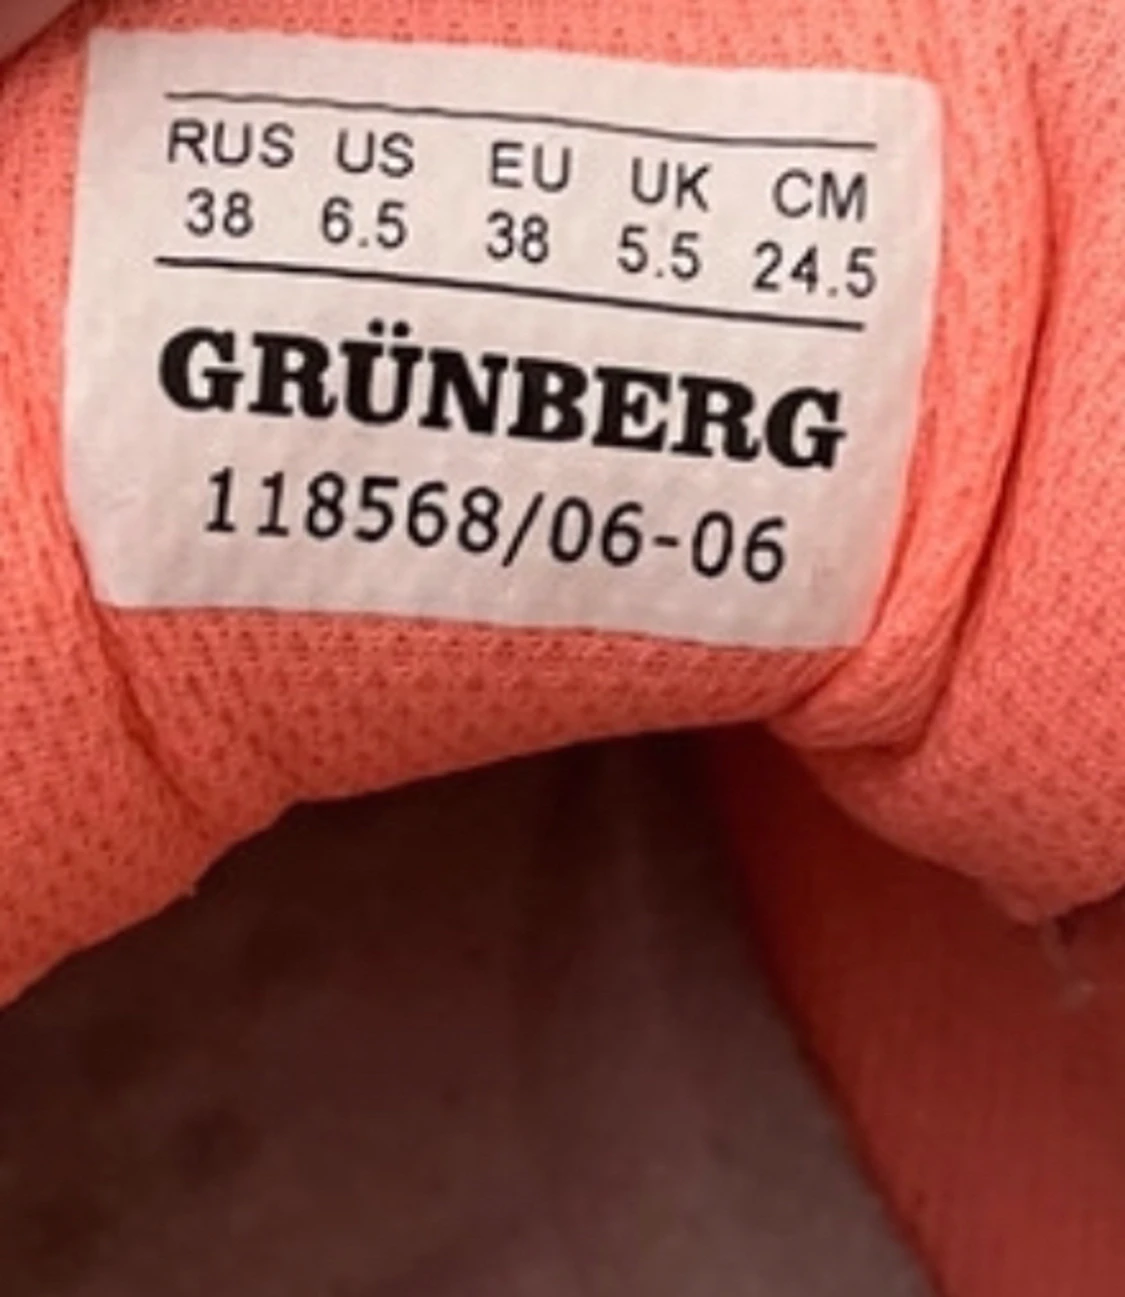 RUS US EU UK CM
38 6.5 38 5.5 24.5
GRÜNBERG
118568/06-06